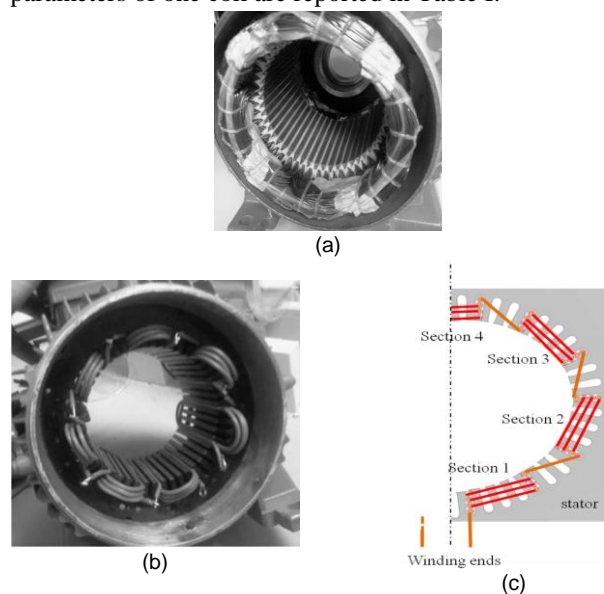 parameters of one coil are reported in Table I.
(a)
Section 4
Section 3
Section 2
Section 1
stator
Winding ends
(b)
(c)